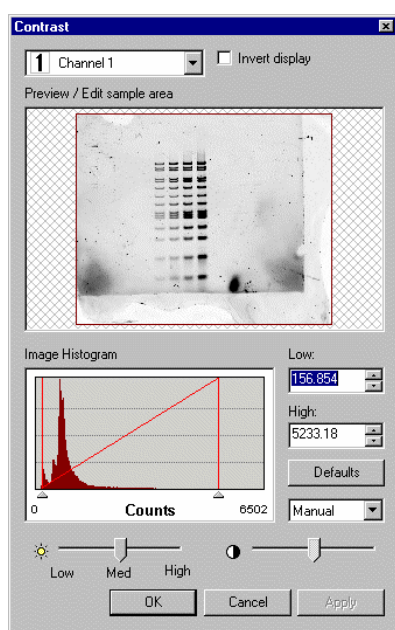 Contrast
1 Channel 1
Invert display
Preview / Edit sample area
Image Histogram
Low:
156.854
High:
5233.18
Defaults
0 Counts 6502
Manual
Low Med High
OK Cancel Apply